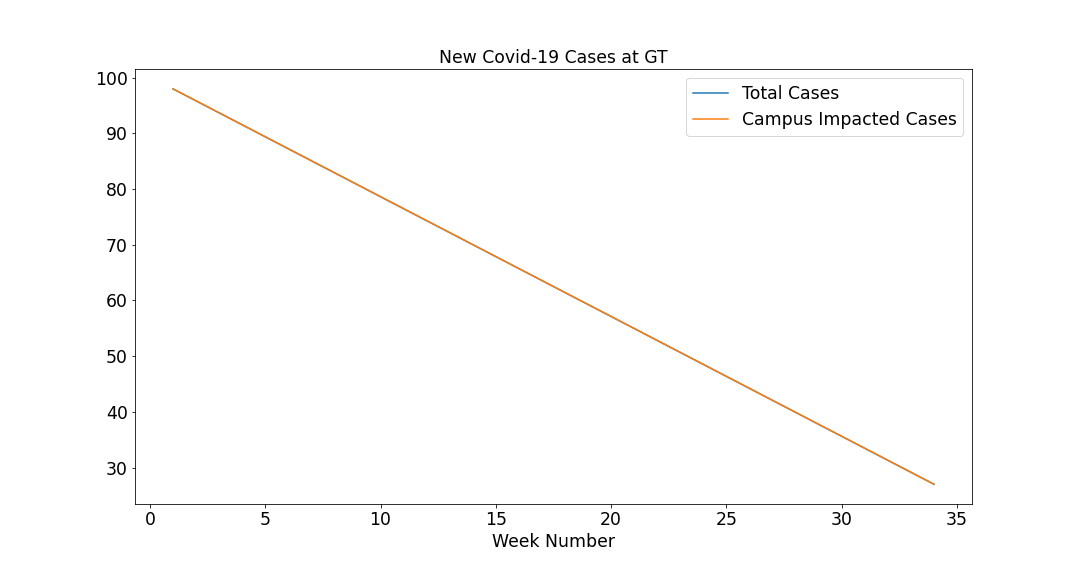 New Covid-19 Cases at GT
Total Cases
Campus Impacted Cases
100
90
80
70
60
50
40
30
0 5 10 15 20 25 30 35
Week Number